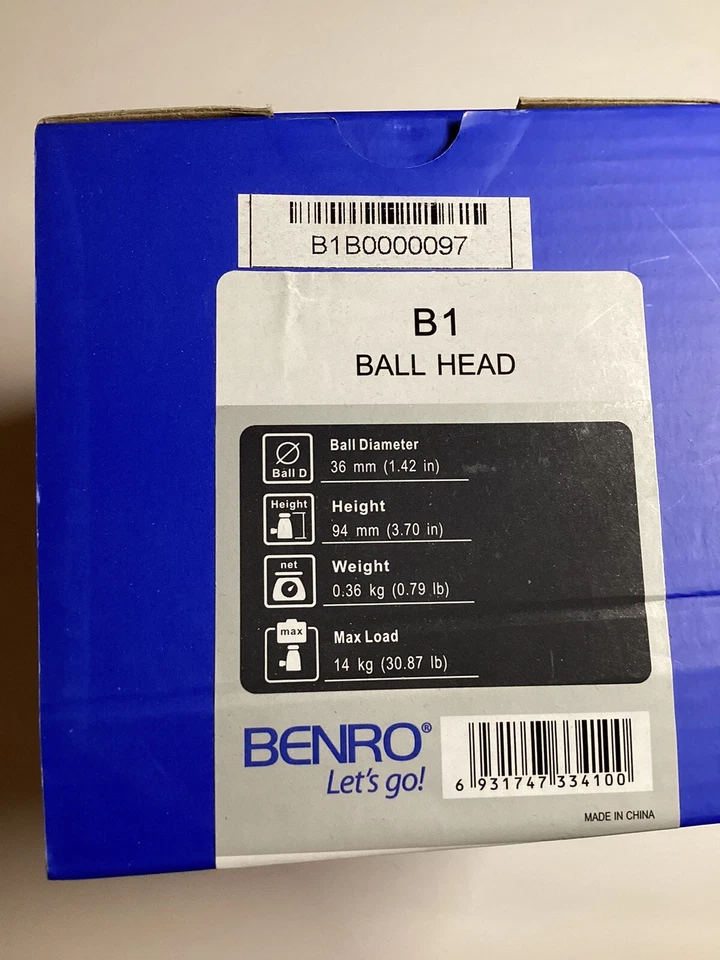 B1B0000097
B1
BALL HEAD
Ball D
Ball Diameter
36 mm (1.42 in)
Height
Height
94 mm (3.70 in)
net
Weight
0.36 kg (0.79 lb)
max
Max Load
14 kg (30.87 lb)
BENRO®
Let's go!
6 931747 334100
MADE IN CHINA